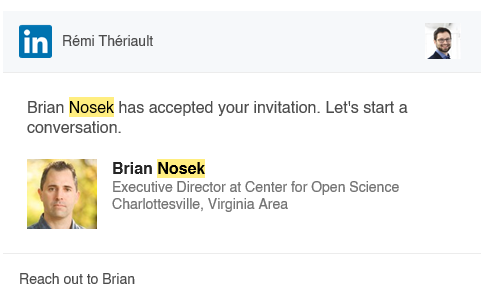 in Rémi Thériault
Brian Nosek has accepted your invitation. Let's start a
conversation.
Brian Nosek
Executive Director at Center for Open Science
Charlottesville, Virginia Area
Reach out to Brian